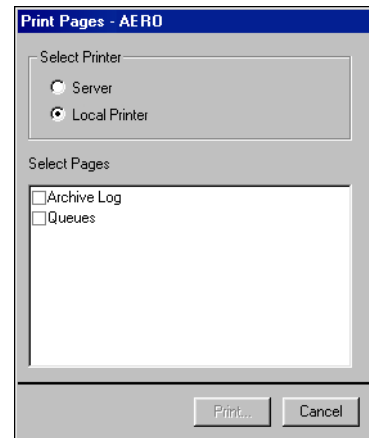 Print Pages - AERO
Select Printer
Server
Local Printer
Select Pages
Archive Log
Queues
Print... Cancel